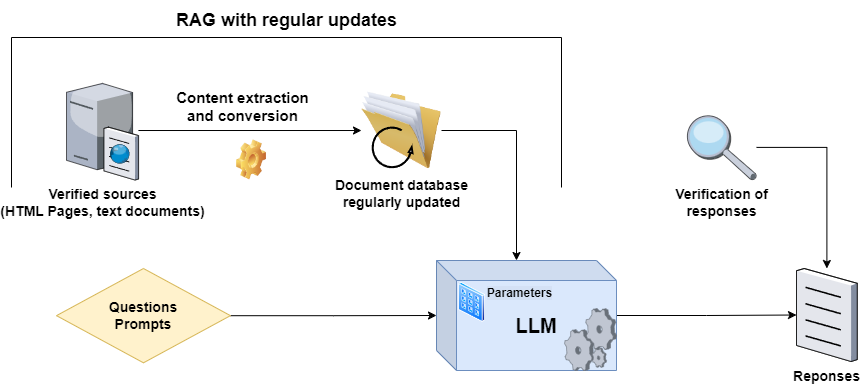 RAG with regular updates
Content extraction
and conversion
Verified sources
(HTML Pages, text documents)
Document database
regularly updated
Verification of
responses
Questions
Prompts
Parameters
LLM
Reponses